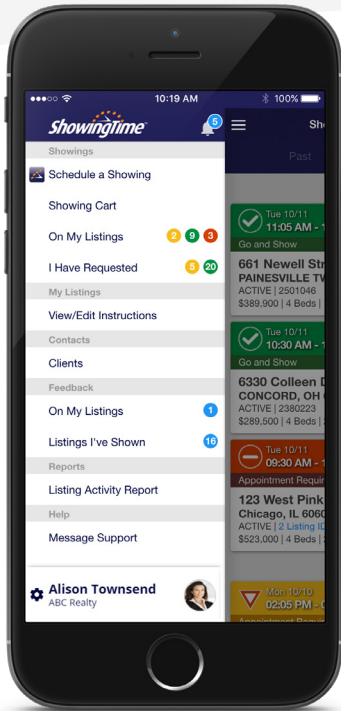 10:19 AM
100%
ShowingTime
5
Showings
Schedule a Showing
Showing Cart
On My Listings 2 9 3
I Have Requested 5 20
My Listings
View/Edit Instructions
Contacts
Clients
Feedback
On My Listings 1
Listings I've Shown 16
Reports
Listing Activity Report
Help
Message Support
Alison Townsend
ABC Realty
Sh
Past
Tue 10/11
11:05 AM - 1
Go and Show
661 Newell Str
PAINESVILLE TV
ACTIVE | 2501046
$389,900 | 4 Beds |
Tue 10/11
10:30 AM - 1
Go and Show
6330 Colleen D
CONCORD, OH
ACTIVE | 2380223
$289,500 | 4 Beds |
Tue 10/11
09:30 AM - 1
Appointment Requir
123 West Pink
Chicago, IL 6060
ACTIVE | 2 Listing ID
$523,000 | 4 Beds |
Mon 10/10
02:05 PM - 0